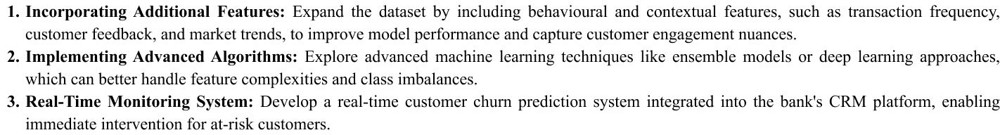 1. Incorporating Additional Features: Expand the dataset by including behavioural and contextual features, such as transaction frequency,
customer feedback, and market trends, to improve model performance and capture customer engagement nuances.
2. Implementing Advanced Algorithms: Explore advanced machine learning techniques like ensemble models or deep learning approaches,
which can better handle feature complexities and class imbalances.
3. Real-Time Monitoring System: Develop a real-time customer churn prediction system integrated into the bank's CRM platform, enabling
immediate intervention for at-risk customers.